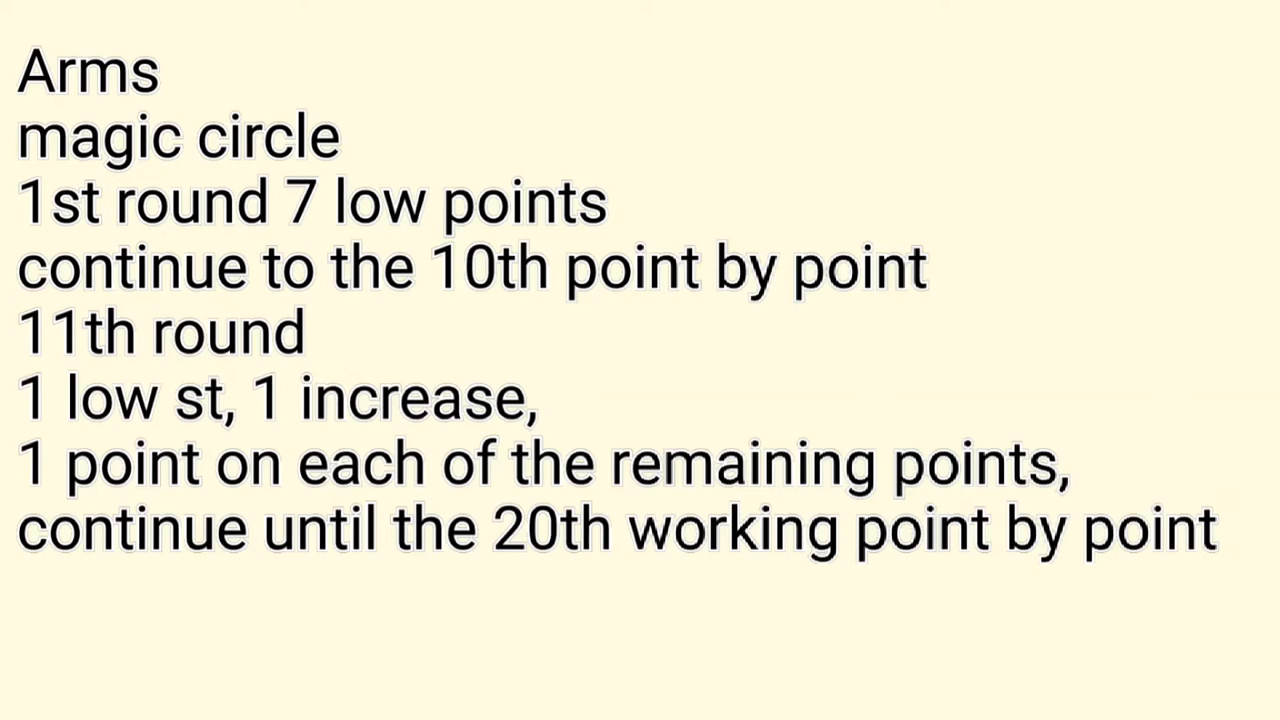 Arms
magic circle
1st round 7 low points
continue to the 10th point by point
11th round
1 low st, 1 increase,
1 point on each of the remaining points,
continue until the 20th working point by point